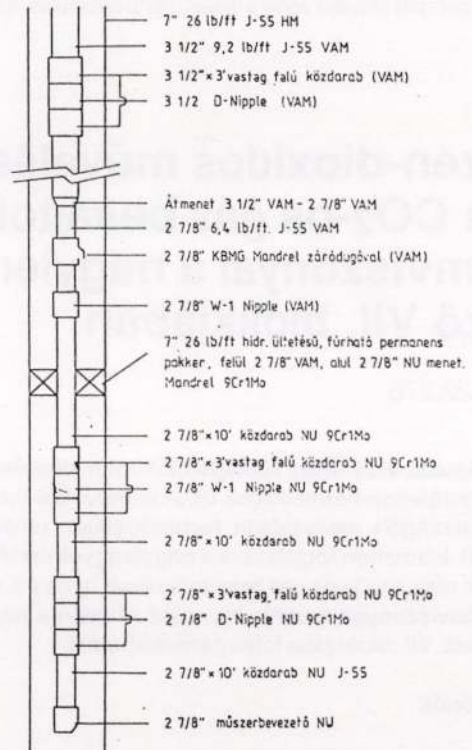 7" 26 lb/ft J-55 HM
3 1/2" 9,2 lb/ft J-55 VAM
3 1/2"×3'vastag falú közdarab (VAM)
3 1/2 D-Nipple (VAM)
Átmenet 3 1/2" VAM-2 7/8" VAM
2 7/8" 6,4 lb/ft. J-55 VAM
2 7/8" KBMG Mandrel záródugóval (VAM)
2 7/8" W-1 Nipple (VAM)
7" 26 lb/ft hidr. ültetésű, fúrható permanens
pakker, felül 2 7/8" VAM, alul 2 7/8" NU menet.
Mandrel 9Cr1Mo
2 7/8"×10' közdarab NU 9Cr1Mo
2 7/8"×3'vastag falú közdarab NU 9Cr1Mo
2 7/8" W-1 Nipple NU 9Cr1Mo
2 7/8"×10' közdarab NU 9Cr1Mo
2 7/8"×3'vastag falú közdarab NU 9Cr1Mo
2 7/8" D-Nipple NU 9Cr1Mo
2 7/8"×10' közdarab NU J-55
2 7/8" műszerbevezető NU